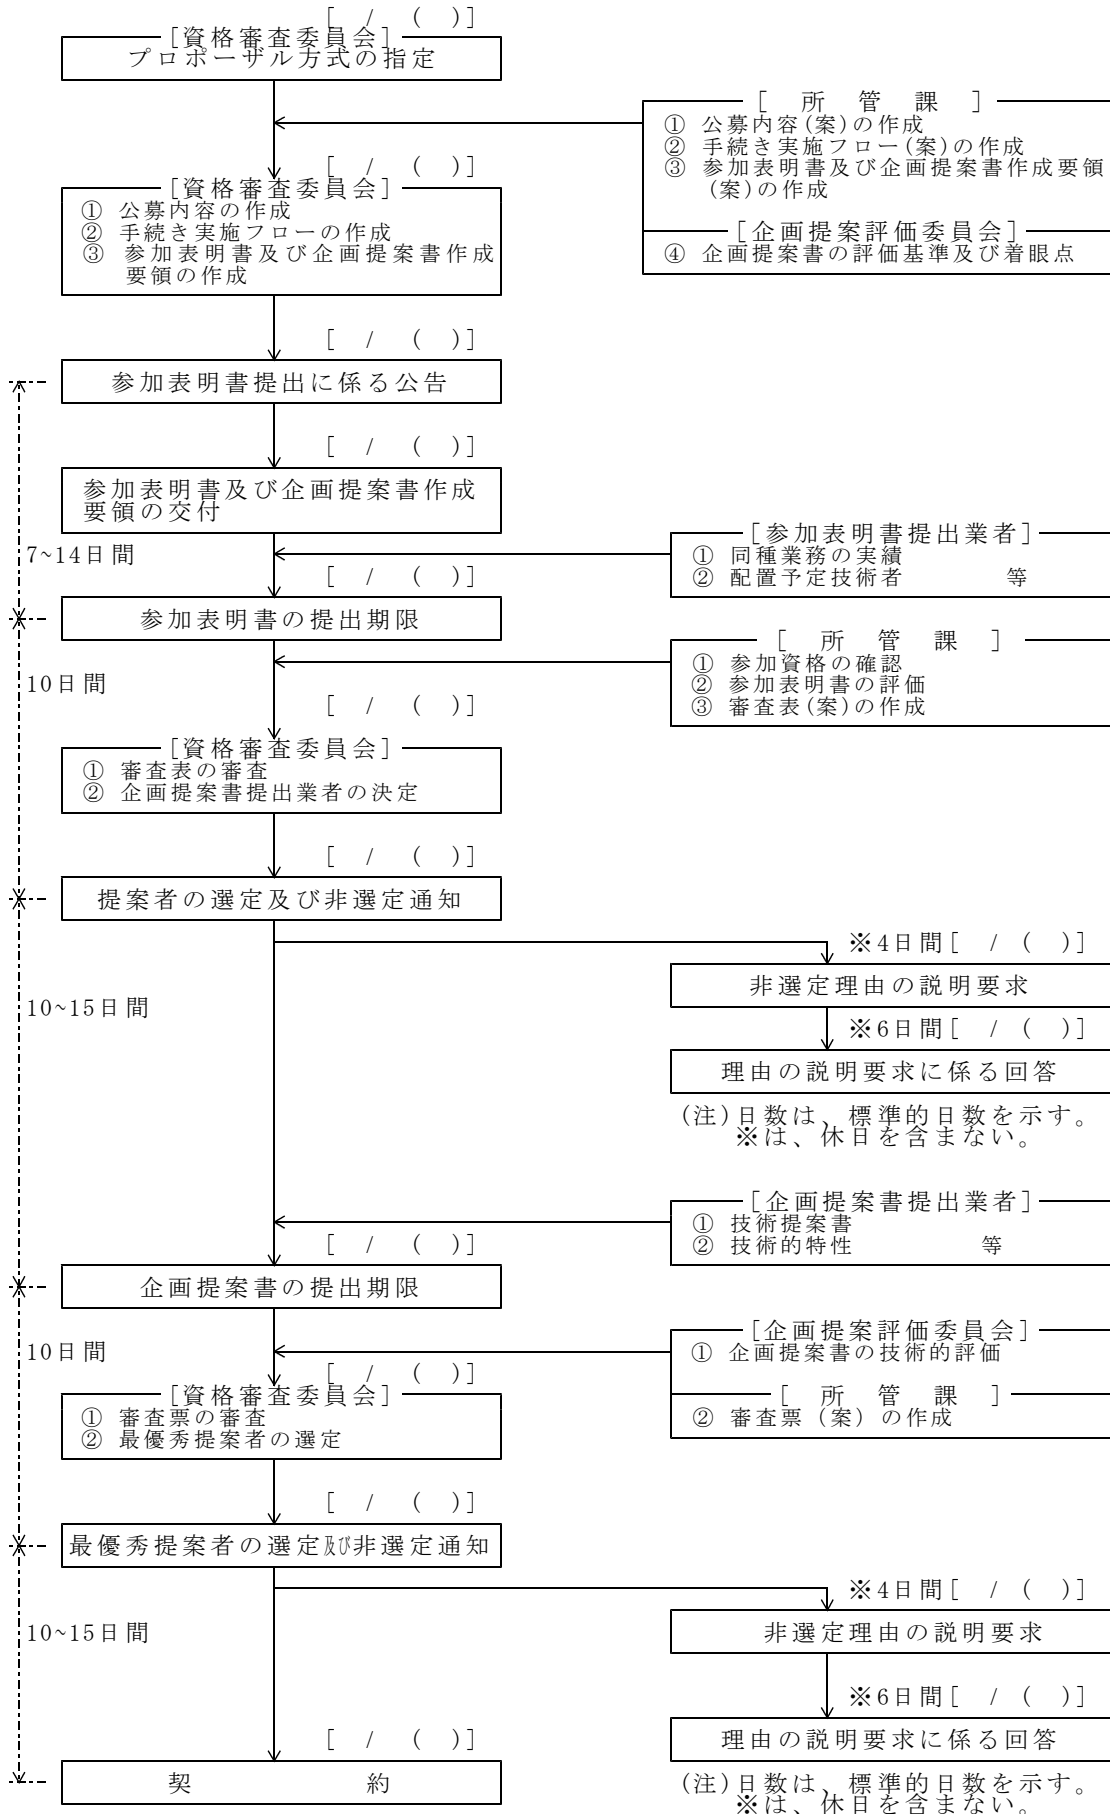 [ / ( )]
[資格審査委員会]
プロポーザル方式の指定
[ 所 管 課 ]
① 公募内容(案)の作成
② 手続き実施フロー(案)の作成
③ 参加表明書及び企画提案書作成要領
(案)の作成
[企画提案評価委員会]
④ 企画提案書の評価基準及び着眼点
[ / ( )]
[資格審査委員会]
① 公募内容の作成
② 手続き実施フローの作成
③ 参加表明書及び企画提案書作成
要領の作成
[ / ( )]
参加表明書提出に係る公告
[ / ( )]
参加表明書及び企画提案書作成
要領の交付
7~14日間
[参加表明書提出業者]
① 同種業務の実績
② 配置予定技術者 等
[ / ( )]
参加表明書の提出期限
[ 所 管 課 ]
① 参加資格の確認
② 参加表明書の評価
③ 審査表(案)の作成
10日間
[ / ( )]
[資格審査委員会]
① 審査表の審査
② 企画提案書提出業者の決定
[ / ( )]
提案者の選定及び非選定通知
※4日間[ / ( )]
非選定理由の説明要求
10~15日間
※6日間[ / ( )]
理由の説明要求に係る回答
(注)日数は、標準的日数を示す。
※は、休日を含まない。
[企画提案書提出業者]
① 技術提案書
② 技術的特性 等
[ / ( )]
企画提案書の提出期限
[企画提案評価委員会]
① 企画提案書の技術的評価
[ 所 管 課 ]
② 審査票（案）の作成
10日間
[ / ( )]
[資格審査委員会]
① 審査票の審査
② 最優秀提案者の選定
[ / ( )]
最優秀提案者の選定及び非選定通知
※4日間[ / ( )]
非選定理由の説明要求
10~15日間
※6日間[ / ( )]
理由の説明要求に係る回答
[ / ( )]
契 約
(注)日数は、標準的日数を示す。
※は、休日を含まない。